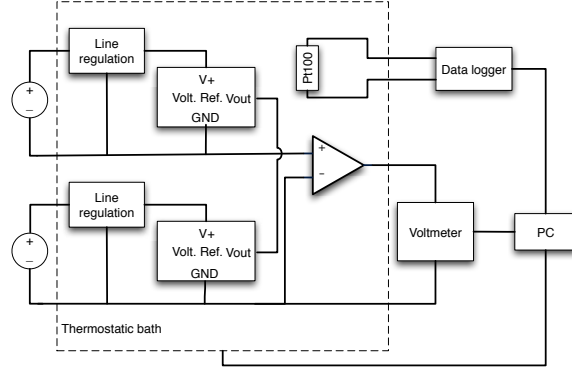 Line
regulation
+
–
V+
Volt. Ref. Vout
GND
Pt100
Data logger
+
-
Line
regulation
+
–
V+
Volt. Ref. Vout
GND
Voltmeter
PC
Thermostatic bath